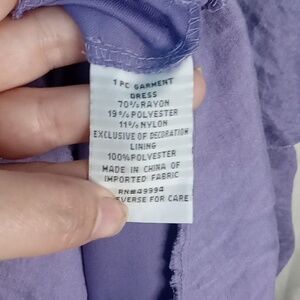 1 PC GARMENT
DRESS
70%RAYON
19%POLYESTER
11%NYLON
EXCLUSIVE OF DECORATION
LINING
100%POLYESTER
MADE IN CHINA OF
IMPORTED FABRIC
RN#49994
EVERSE FOR CARE